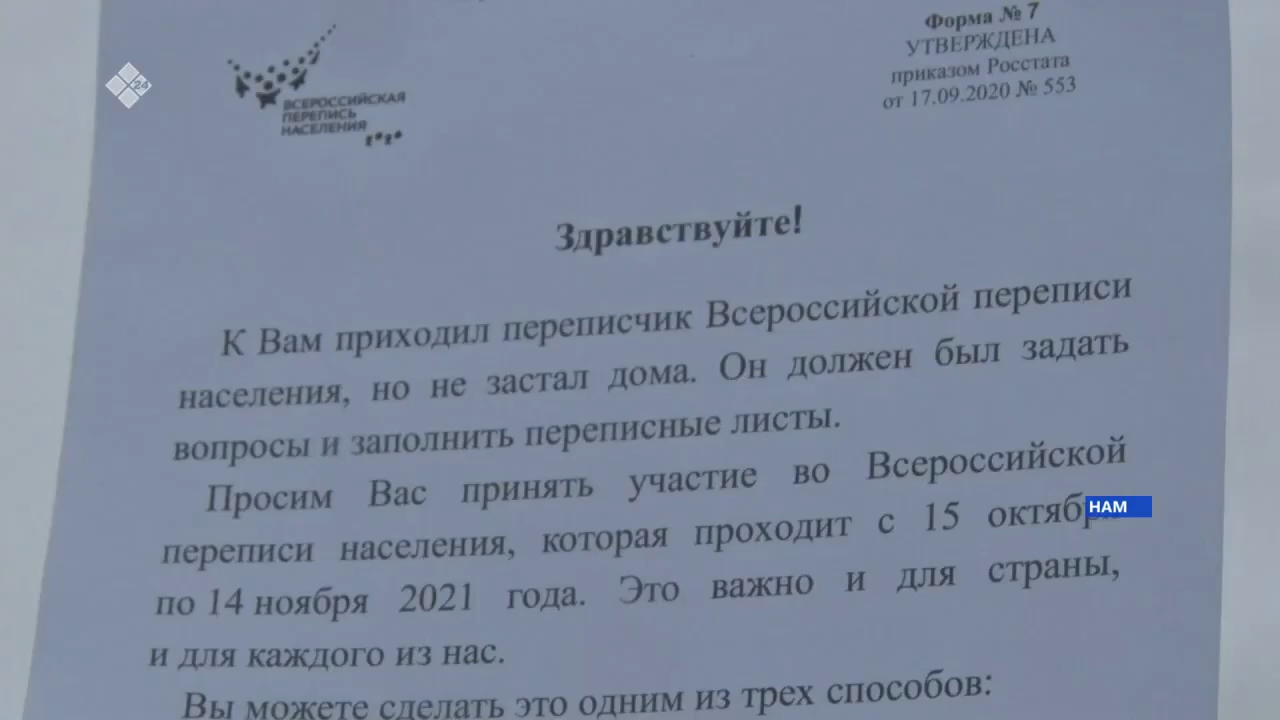 24
ВСЕРОССИЙСКАЯ
ПЕРЕПИСЬ
НАСЕЛЕНИЯ
Форма № 7
УТВЕРЖДЕНА
приказом Росстата
от 17.09.2020 № 553
Здравствуйте!
К Вам приходил переписчик Всероссийской переписи
населения, но не застал дома. Он должен был задать
вопросы и заполнить переписные листы.
Просим Вас принять участие во Всероссийской
переписи населения, которая проходит с 15 октября
НАМ
по 14 ноября 2021 года. Это важно и для страны,
и для каждого из нас.
Вы можете сделать это одним из трех способов: